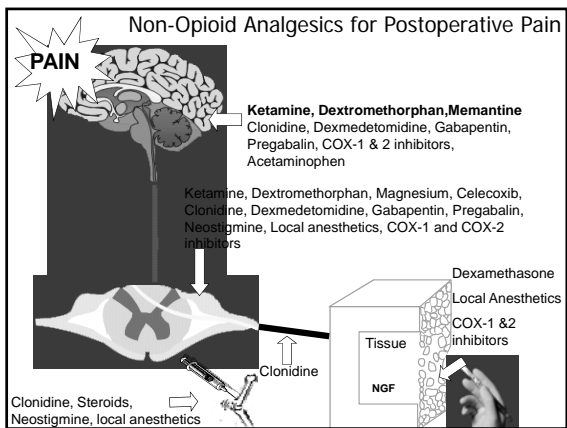 Non-Opioid Analgesics for Postoperative Pain
PAIN
Ketamine, Dextromethorphan,Memantine
Clonidine, Dexmedetomidine, Gabapentin,
Pregabalin, COX-1 & 2 inhibitors,
Acetaminophen
Ketamine, Dextromethorphan, Magnesium, Celecoxib,
Clonidine, Dexmedetomidine, Gabapentin, Pregabalin,
Neostigmine, Local anesthetics, COX-1 and COX-2
inhibitors
Dexamethasone
Local Anesthetics
COX-1 &2
inhibitors
Tissue
NGF
Clonidine
Clonidine, Steroids,
Neostigmine, local anesthetics